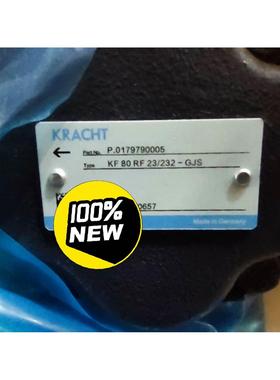 KRACHT
Part.No. P.0179790005
Type KF 80 RF 23/232 - GJS
0657
Made in Germany
100%
NEW